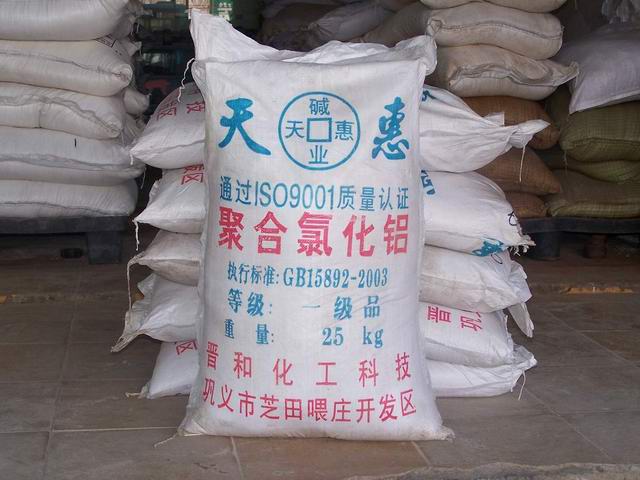 天 惠
碱
天 惠
业
通过ISO9001质量认证
聚合氯化铝
执行标准:GB15892-2003
等级: 一级品
重量: 25 kg
晋和化工科技
巩义市芝田喂庄开发区